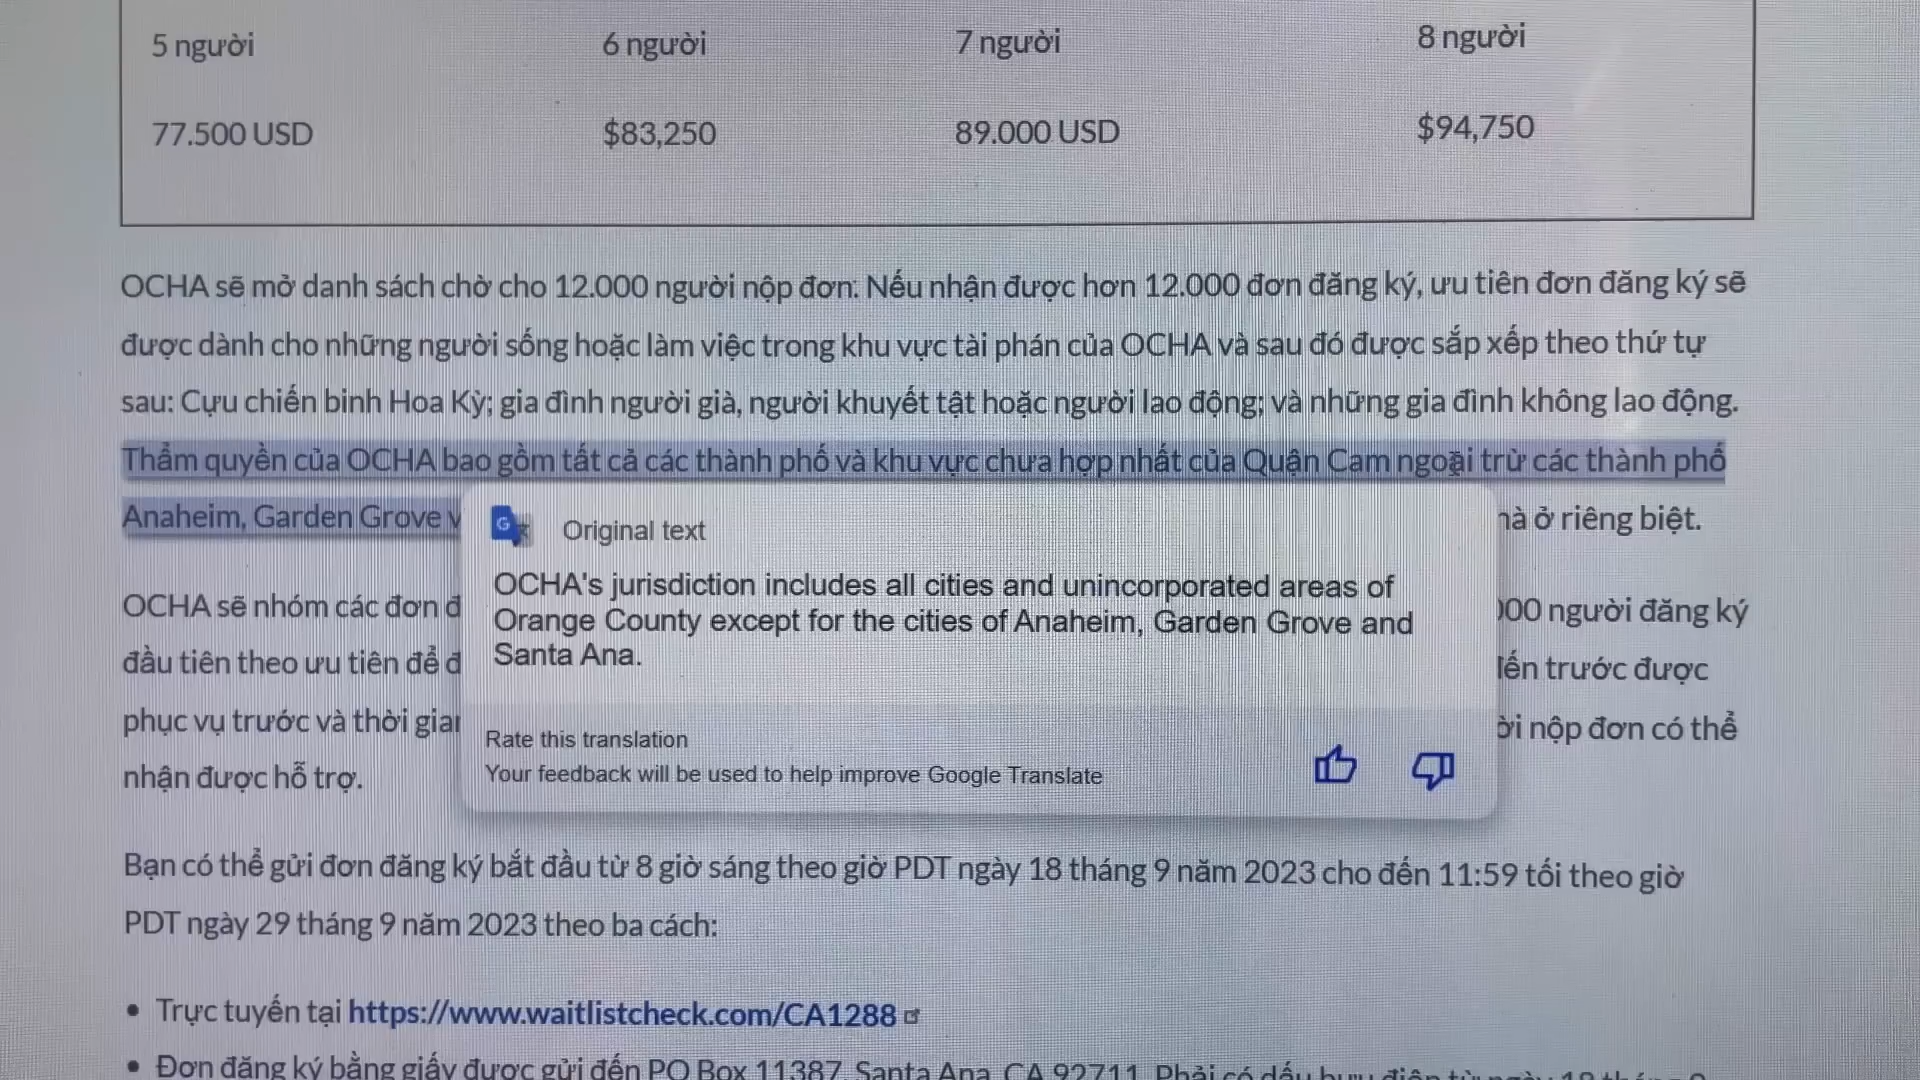 5 người 6 người 7 người 8 người
77.500 USD $83,250 89.000 USD $94,750
OCHA sẽ mở danh sách chờ cho 12.000 người nộp đơn. Nếu nhận được hơn 12.000 đơn đăng ký, ưu tiên đơn đăng ký sẽ
được dành cho những người sống hoặc làm việc trong khu vực tài phán của OCHA và sau đó được sắp xếp theo thứ tự
sau: Cựu chiến binh Hoa Kỳ; gia đình người già, người khuyết tật hoặc người lao động; và những gia đình không lao động.
Thẩm quyền của OCHA bao gồm tất cả các thành phố và khu vực chưa hợp nhất của Quận Cam ngoại trừ các thành phố
Anaheim, Garden Grove ở riêng biệt.
Original text
OCHA's jurisdiction includes all cities and unincorporated areas of
Orange County except for the cities of Anaheim, Garden Grove and
Santa Ana.
Rate this translation
Your feedback will be used to help improve Google Translate
OCHA sẽ nhóm các đơn người đăng ký
đầu tiên theo ưu tiên để trước được
phục vụ trước và thời nộp đơn có thể
nhận được hỗ trợ.
Bạn có thể gửi đơn đăng ký bắt đầu từ 8 giờ sáng theo giờ PDT ngày 18 tháng 9 năm 2023 cho đến 11:59 tối theo giờ
PDT ngày 29 tháng 9 năm 2023 theo ba cách:
• Trực tuyến tại https://www.waitlistcheck.com/CA1288
• Đơn đăng ký bằng giấy được gửi đến PO Box 11387, Santa Ana, CA 92711. Phải có dấu bưu điện từ ngày